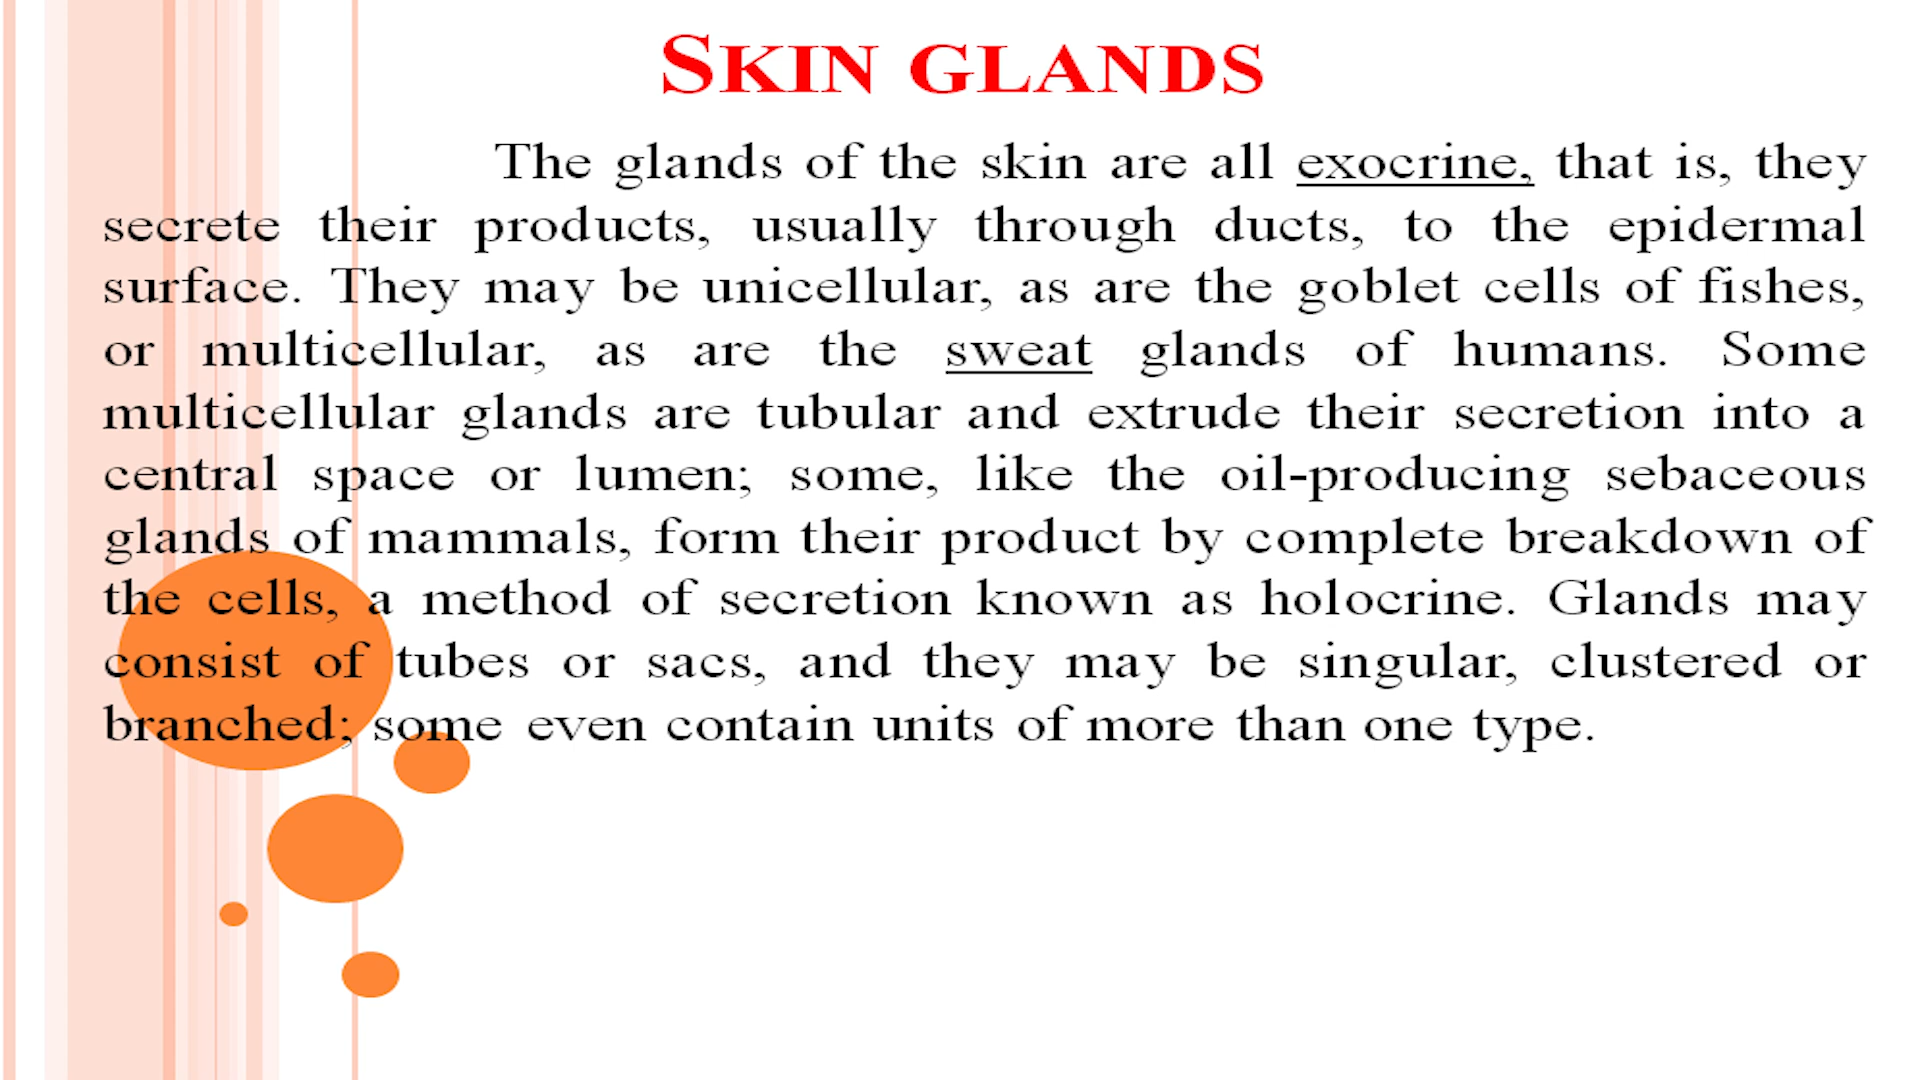 SKIN GLANDS
The glands of the skin are all exocrine, that is, they
secrete their products, usually through ducts, to the epidermal
surface. They may be unicellular, as are the goblet cells of fishes,
or multicellular, as are the sweat glands of humans. Some
multicellular glands are tubular and extrude their secretion into a
central space or lumen; some, like the oil-producing sebaceous
glands of mammals, form their product by complete breakdown of
the cells, a method of secretion known as holocrine. Glands may
consist of tubes or sacs, and they may be singular, clustered or
branched; some even contain units of more than one type.